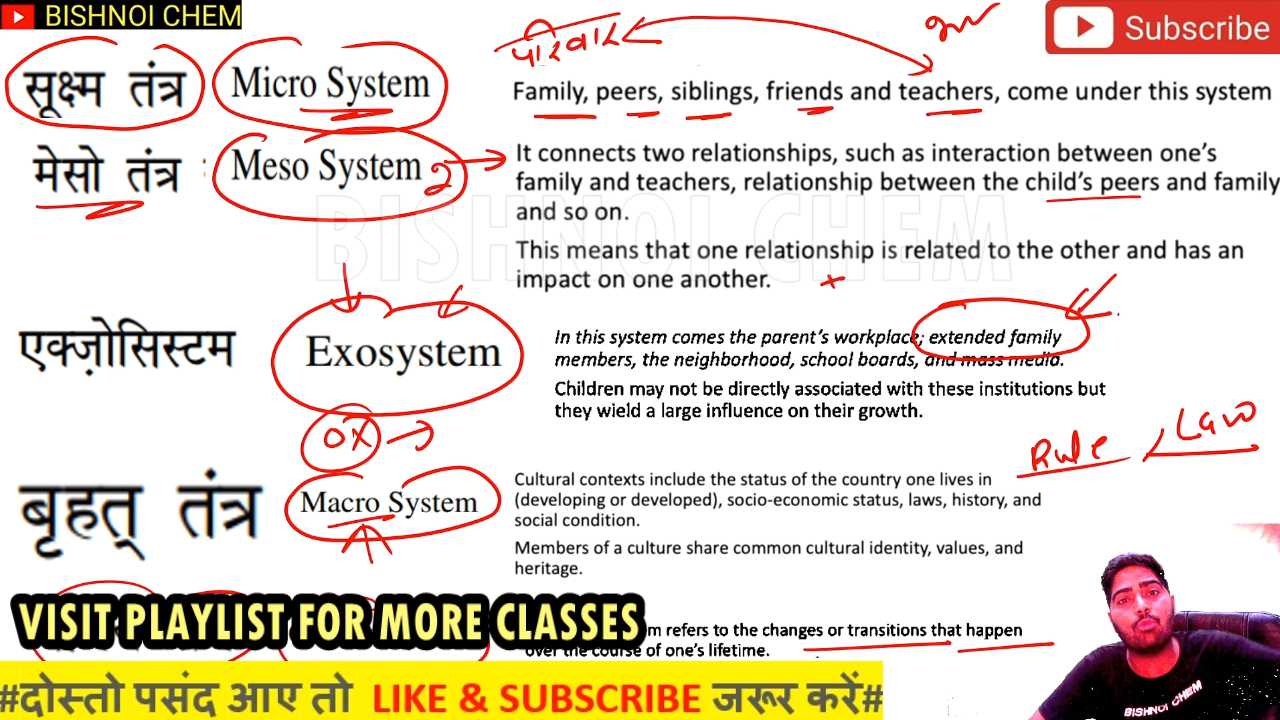 BISHNOI CHEM
Subscribe
परिवार
सूक्ष्म तंत्र
Micro System
Family, peers, siblings, friends and teachers, come under this system
मेसो तंत्र
Meso System 2
It connects two relationships, such as interaction between one's
family and teachers, relationship between the child's peers and family
and so on.
This means that one relationship is related to the other and has an
impact on one another.
BISHNOI CHEM
एक्ज़ोसिस्टम
Exosystem
In this system comes the parent's workplace; extended family
members, the neighborhood, school boards, and mass media.
Children may not be directly associated with these institutions but
they wield a large influence on their growth.
OX
Rule
Law
बृहत् तंत्र
Macro System
Cultural contexts include the status of the country one lives in
(developing or developed), socio-economic status, laws, history, and
social condition.
Members of a culture share common cultural identity, values, and
heritage.
VISIT PLAYLIST FOR MORE CLASSES
refers to the changes or transitions that happen
over the course of one's lifetime.
#दोस्तो पसंद आए तो LIKE & SUBSCRIBE जरूर करें#
BISHNOI CHEM